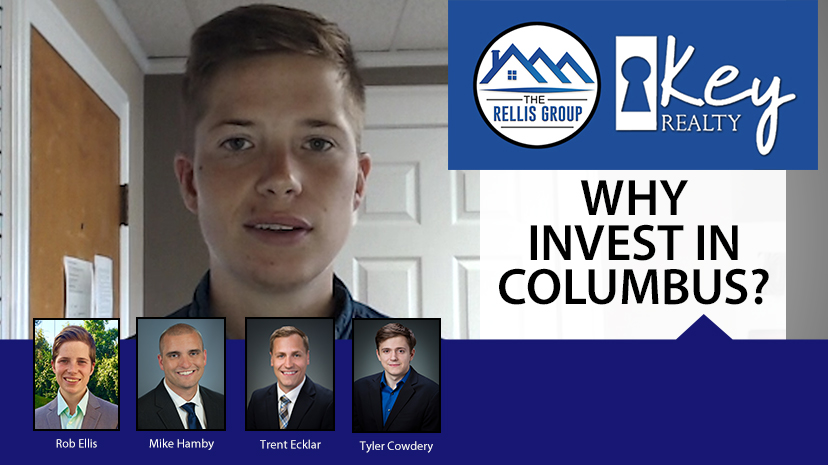 THE
RELLIS GROUP
Key
REALTY
WHY
INVEST IN
COLUMBUS?
Rob Ellis
Mike Hamby
Trent Ecklar
Tyler Cowdery